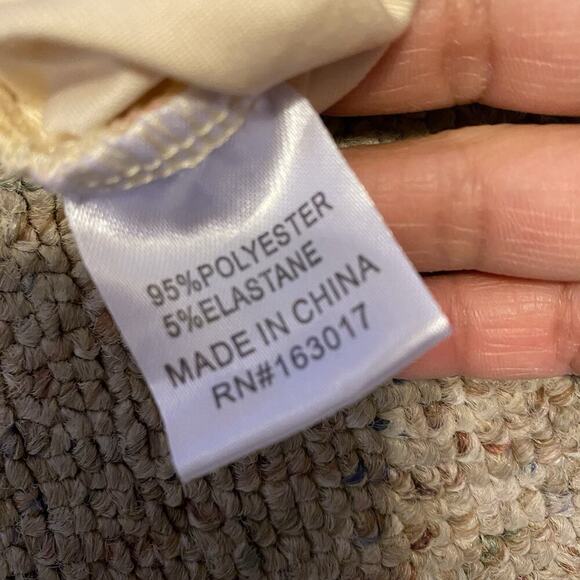 95%POLYESTER
5%ELASTANE
MADE IN CHINA
RN#163017